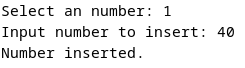 Select an number: 1
Input number to insert: 40
Number inserted.